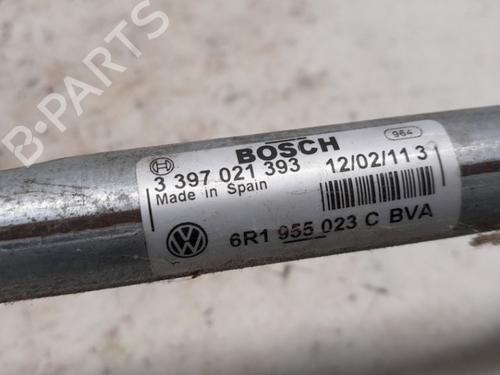 BOSCH
964
3 397 021 393 12/02/11 3
Made in Spain
6R1 955 023 C BVA
B-PARTS